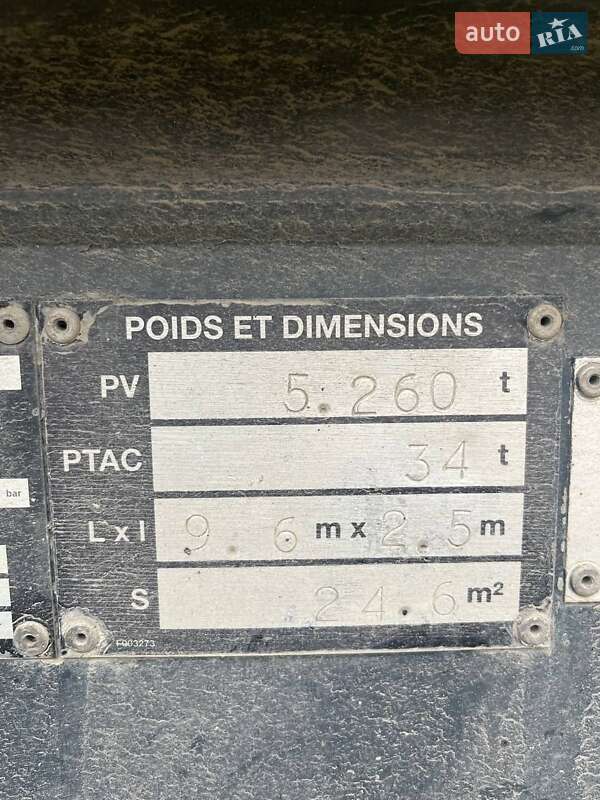 auto RIA.com
POIDS ET DIMENSIONS
PV 5.260 t
PTAC 34 t
bar
L x l 9.6 m x 2.5 m
S 24.6 m²
F003273